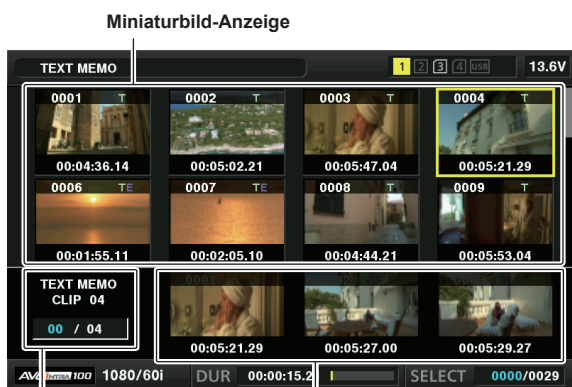 Miniaturbild-Anzeige
TEXT MEMO
1 2 3 4 USB
13.6V
0001 T
0002 T
0003 T
0004 T
00:04:36.14
00:05:02.21
00:05:47.04
00:05:21.29
0006 TE
0007 TE
0008 T
0009 T
00:01:55.11
00:02:05.10
00:04:44.21
00:05:53.04
TEXT MEMO
CLIP 04
00 / 04
0001
00:05:21.29
00:05:27.00
00:05:29.27
AVC INTRA 100 1080/60i DUR 00:00:15.2 SELECT 0000/0029